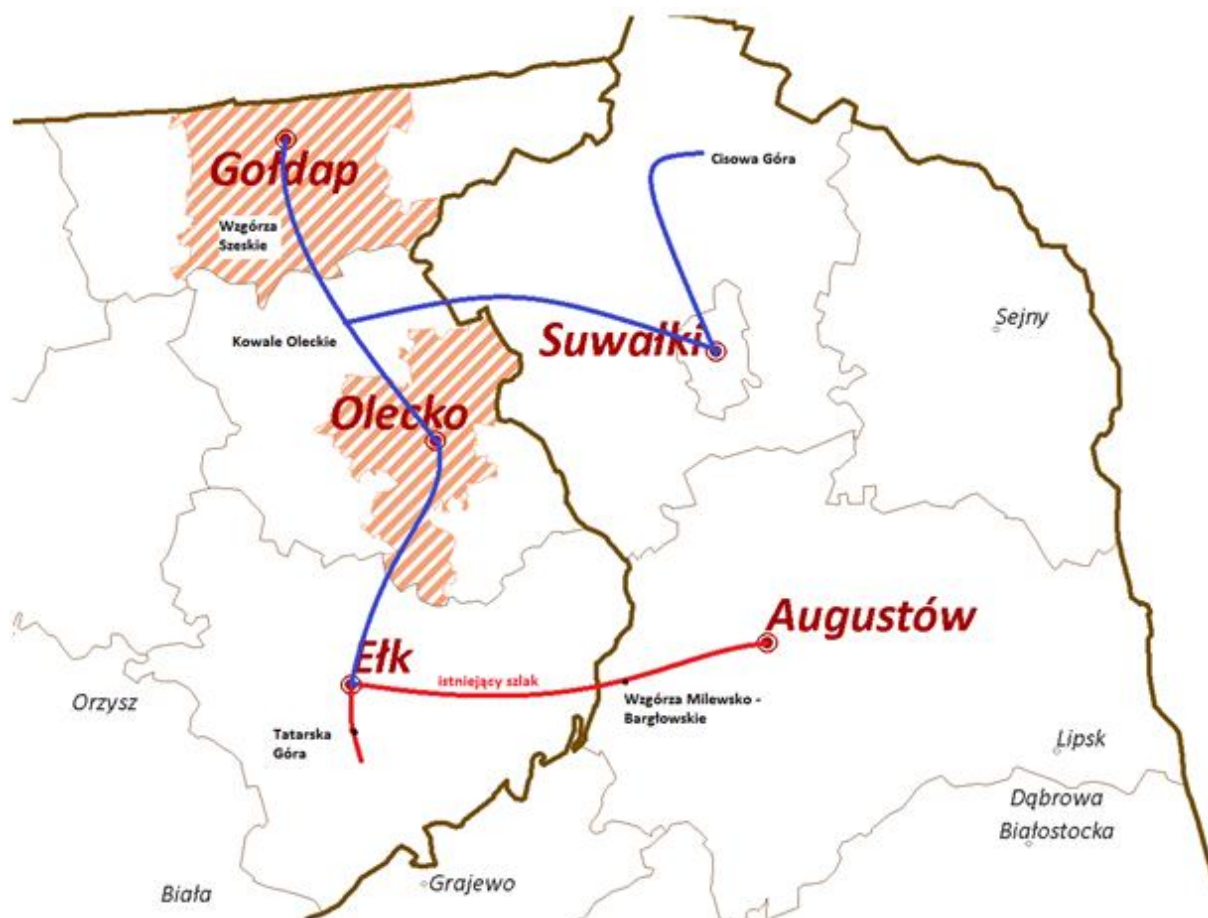 Cisowa Góra
Gołdap
Wzgórza
Szeskie
Sejny
Kowale Oleckie
Suwałki
Olecko
Augustów
Ełk
istniejący szlak
Orzysz
Wzgórza Milewsko -
Bargłowskie
Tatarska
Góra
Lipsk
Dąbrowa
Białostocka
Grajewo
Biała